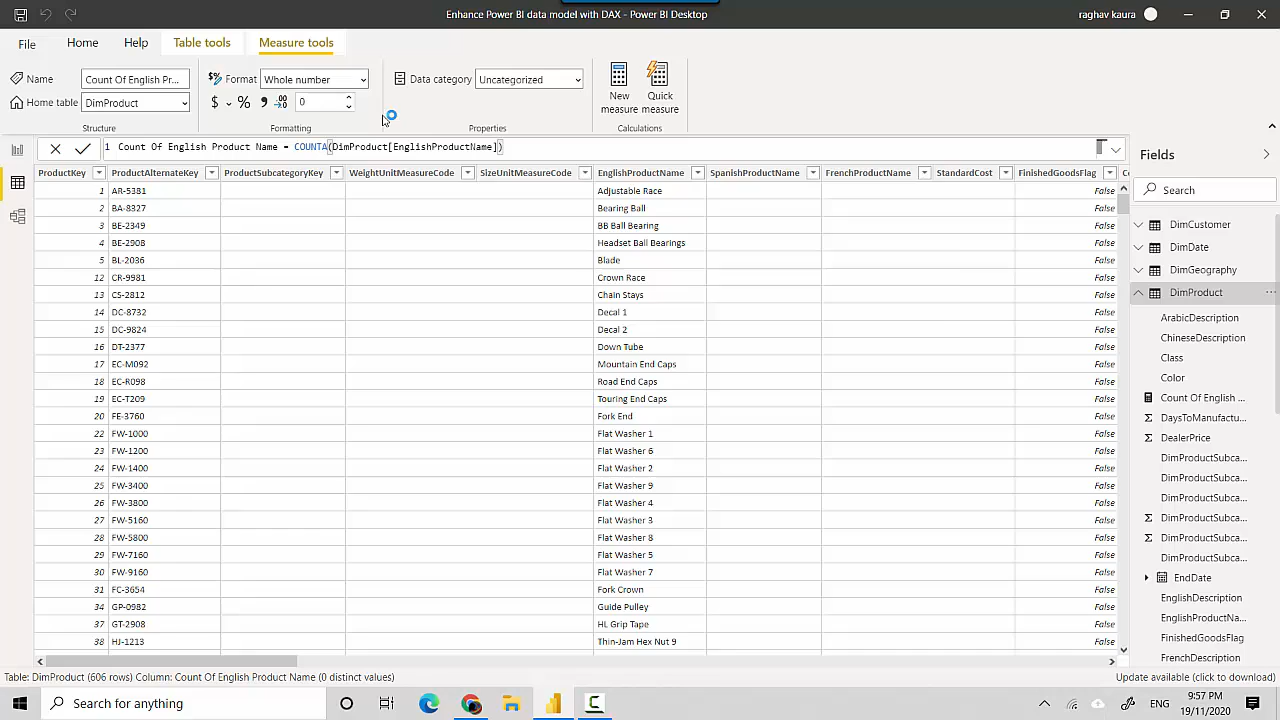 Enhance Power BI data model with DAX - Power BI Desktop
raghav kaura
File Home Help Table tools Measure tools
Name Count Of English Pr...
Home table DimProduct
Structure
Format Whole number
$ % 0
Formatting
Data category Uncategorized
Properties
New measure
Quick measure
Calculations
1 Count Of English Product Name = COUNTA(DimProduct[EnglishProductName])
ProductKey ProductAlternateKey ProductSubcategoryKey WeightUnitMeasureCode SizeUnitMeasureCode EnglishProductName SpanishProductName FrenchProductName StandardCost FinishedGoodsFlag
1 AR-5381 Adjustable Race False
2 BA-8327 Bearing Ball False
3 BE-2349 BB Ball Bearing False
4 BE-2908 Headset Ball Bearings False
5 BL-2036 Blade False
12 CR-9981 Crown Race False
13 CS-2812 Chain Stays False
14 DC-8732 Decal 1 False
15 DC-9824 Decal 2 False
16 DT-2377 Down Tube False
17 EC-M092 Mountain End Caps False
18 EC-R098 Road End Caps False
19 EC-T209 Touring End Caps False
20 FE-3760 Fork End False
22 FW-1000 Flat Washer 1 False
23 FW-1200 Flat Washer 6 False
24 FW-1400 Flat Washer 2 False
25 FW-3400 Flat Washer 9 False
26 FW-3800 Flat Washer 4 False
27 FW-5160 Flat Washer 3 False
28 FW-5800 Flat Washer 8 False
29 FW-7160 Flat Washer 5 False
30 FW-9160 Flat Washer 7 False
31 FC-3654 Fork Crown False
34 GP-0982 Guide Pulley False
37 GT-2908 HL Grip Tape False
38 HJ-1213 Thin-Jam Hex Nut 9 False
Fields
Search
DimCustomer
DimDate
DimGeography
DimProduct ...
ArabicDescription
ChineseDescription
Class
Color
Count Of English ...
DaysToManufactu...
DealerPrice
DimProductSubca...
DimProductSubca...
DimProductSubca...
DimProductSubca...
DimProductSubca...
DimProductSubca...
EndDate
EnglishDescription
EnglishProductNa...
FinishedGoodsFlag
FrenchDescription
Table: DimProduct (606 rows) Column: Count Of English Product Name (0 distinct values)
Update available (click to download)
Search for anything
ENG
9:57 PM
19/11/2020